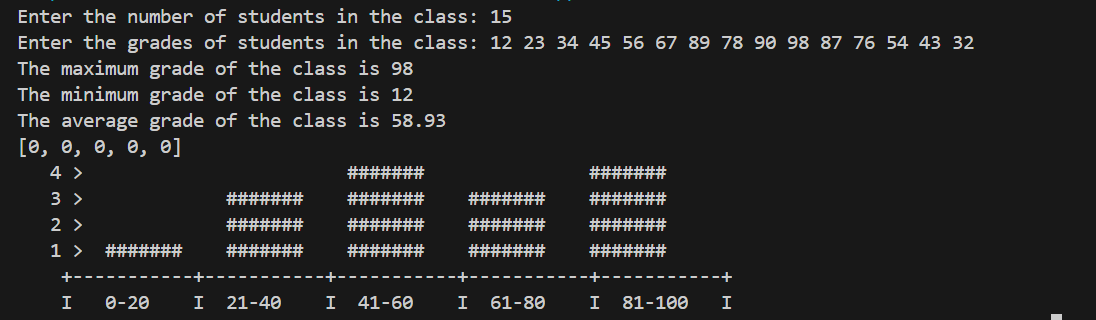 Enter the number of students in the class: 15
Enter the grades of students in the class: 12 23 34 45 56 67 89 78 90 98 87 76 54 43 32
The maximum grade of the class is 98
The minimum grade of the class is 12
The average grade of the class is 58.93
[0, 0, 0, 0, 0]
   4 >                        #######               #######
   3 >             #######    #######    #######    #######
   2 >             #######    #######    #######    #######
   1 >  #######    #######    #######    #######    #######
    +-----------+-----------+-----------+-----------+-----------+
    I   0-20    I  21-40    I  41-60    I  61-80    I  81-100   I